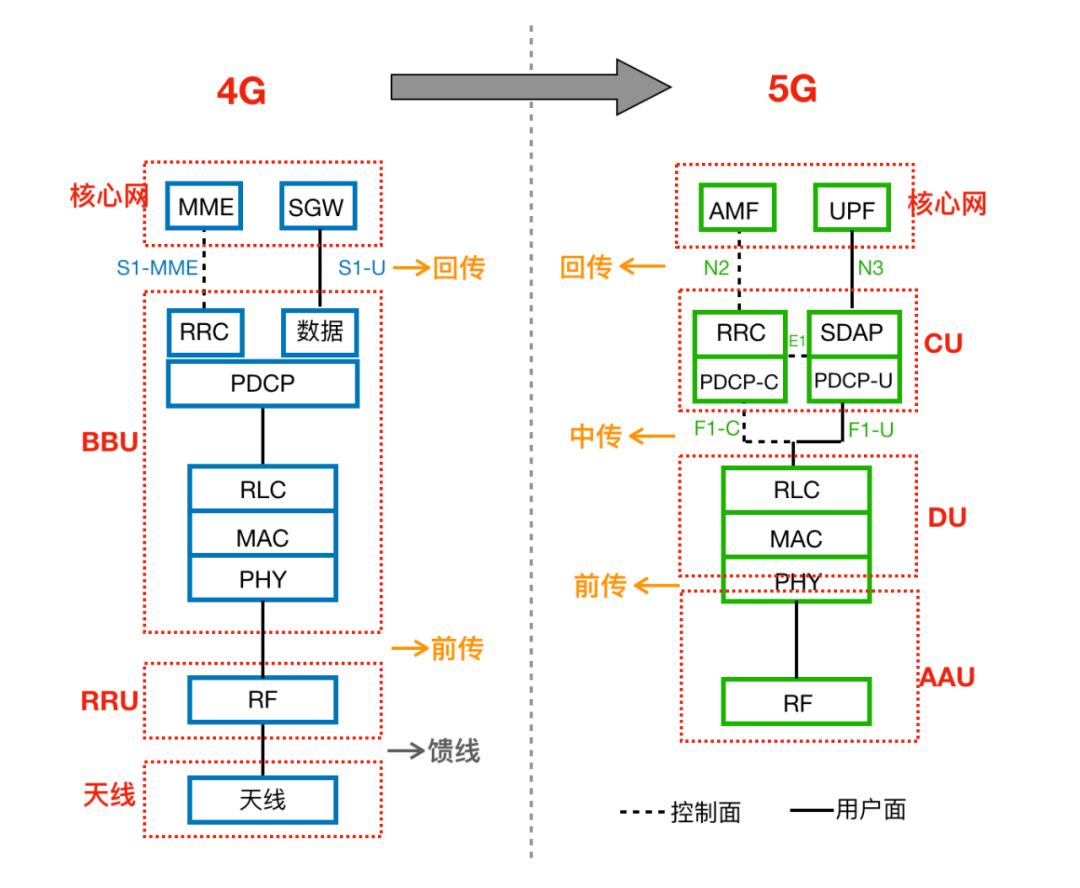 4G
5G
核心网
MME
SGW
S1-MME
S1-U
回传
RRC
数据
PDCP
BBU
RLC
MAC
PHY
前传
RRU
RF
馈线
天线
天线
AMF
UPF
核心网
回传
N2
N3
RRC
E1
SDAP
CU
PDCP-C
PDCP-U
F1-C
F1-U
中传
RLC
DU
MAC
PHY
前传
AAU
RF
控制面
用户面